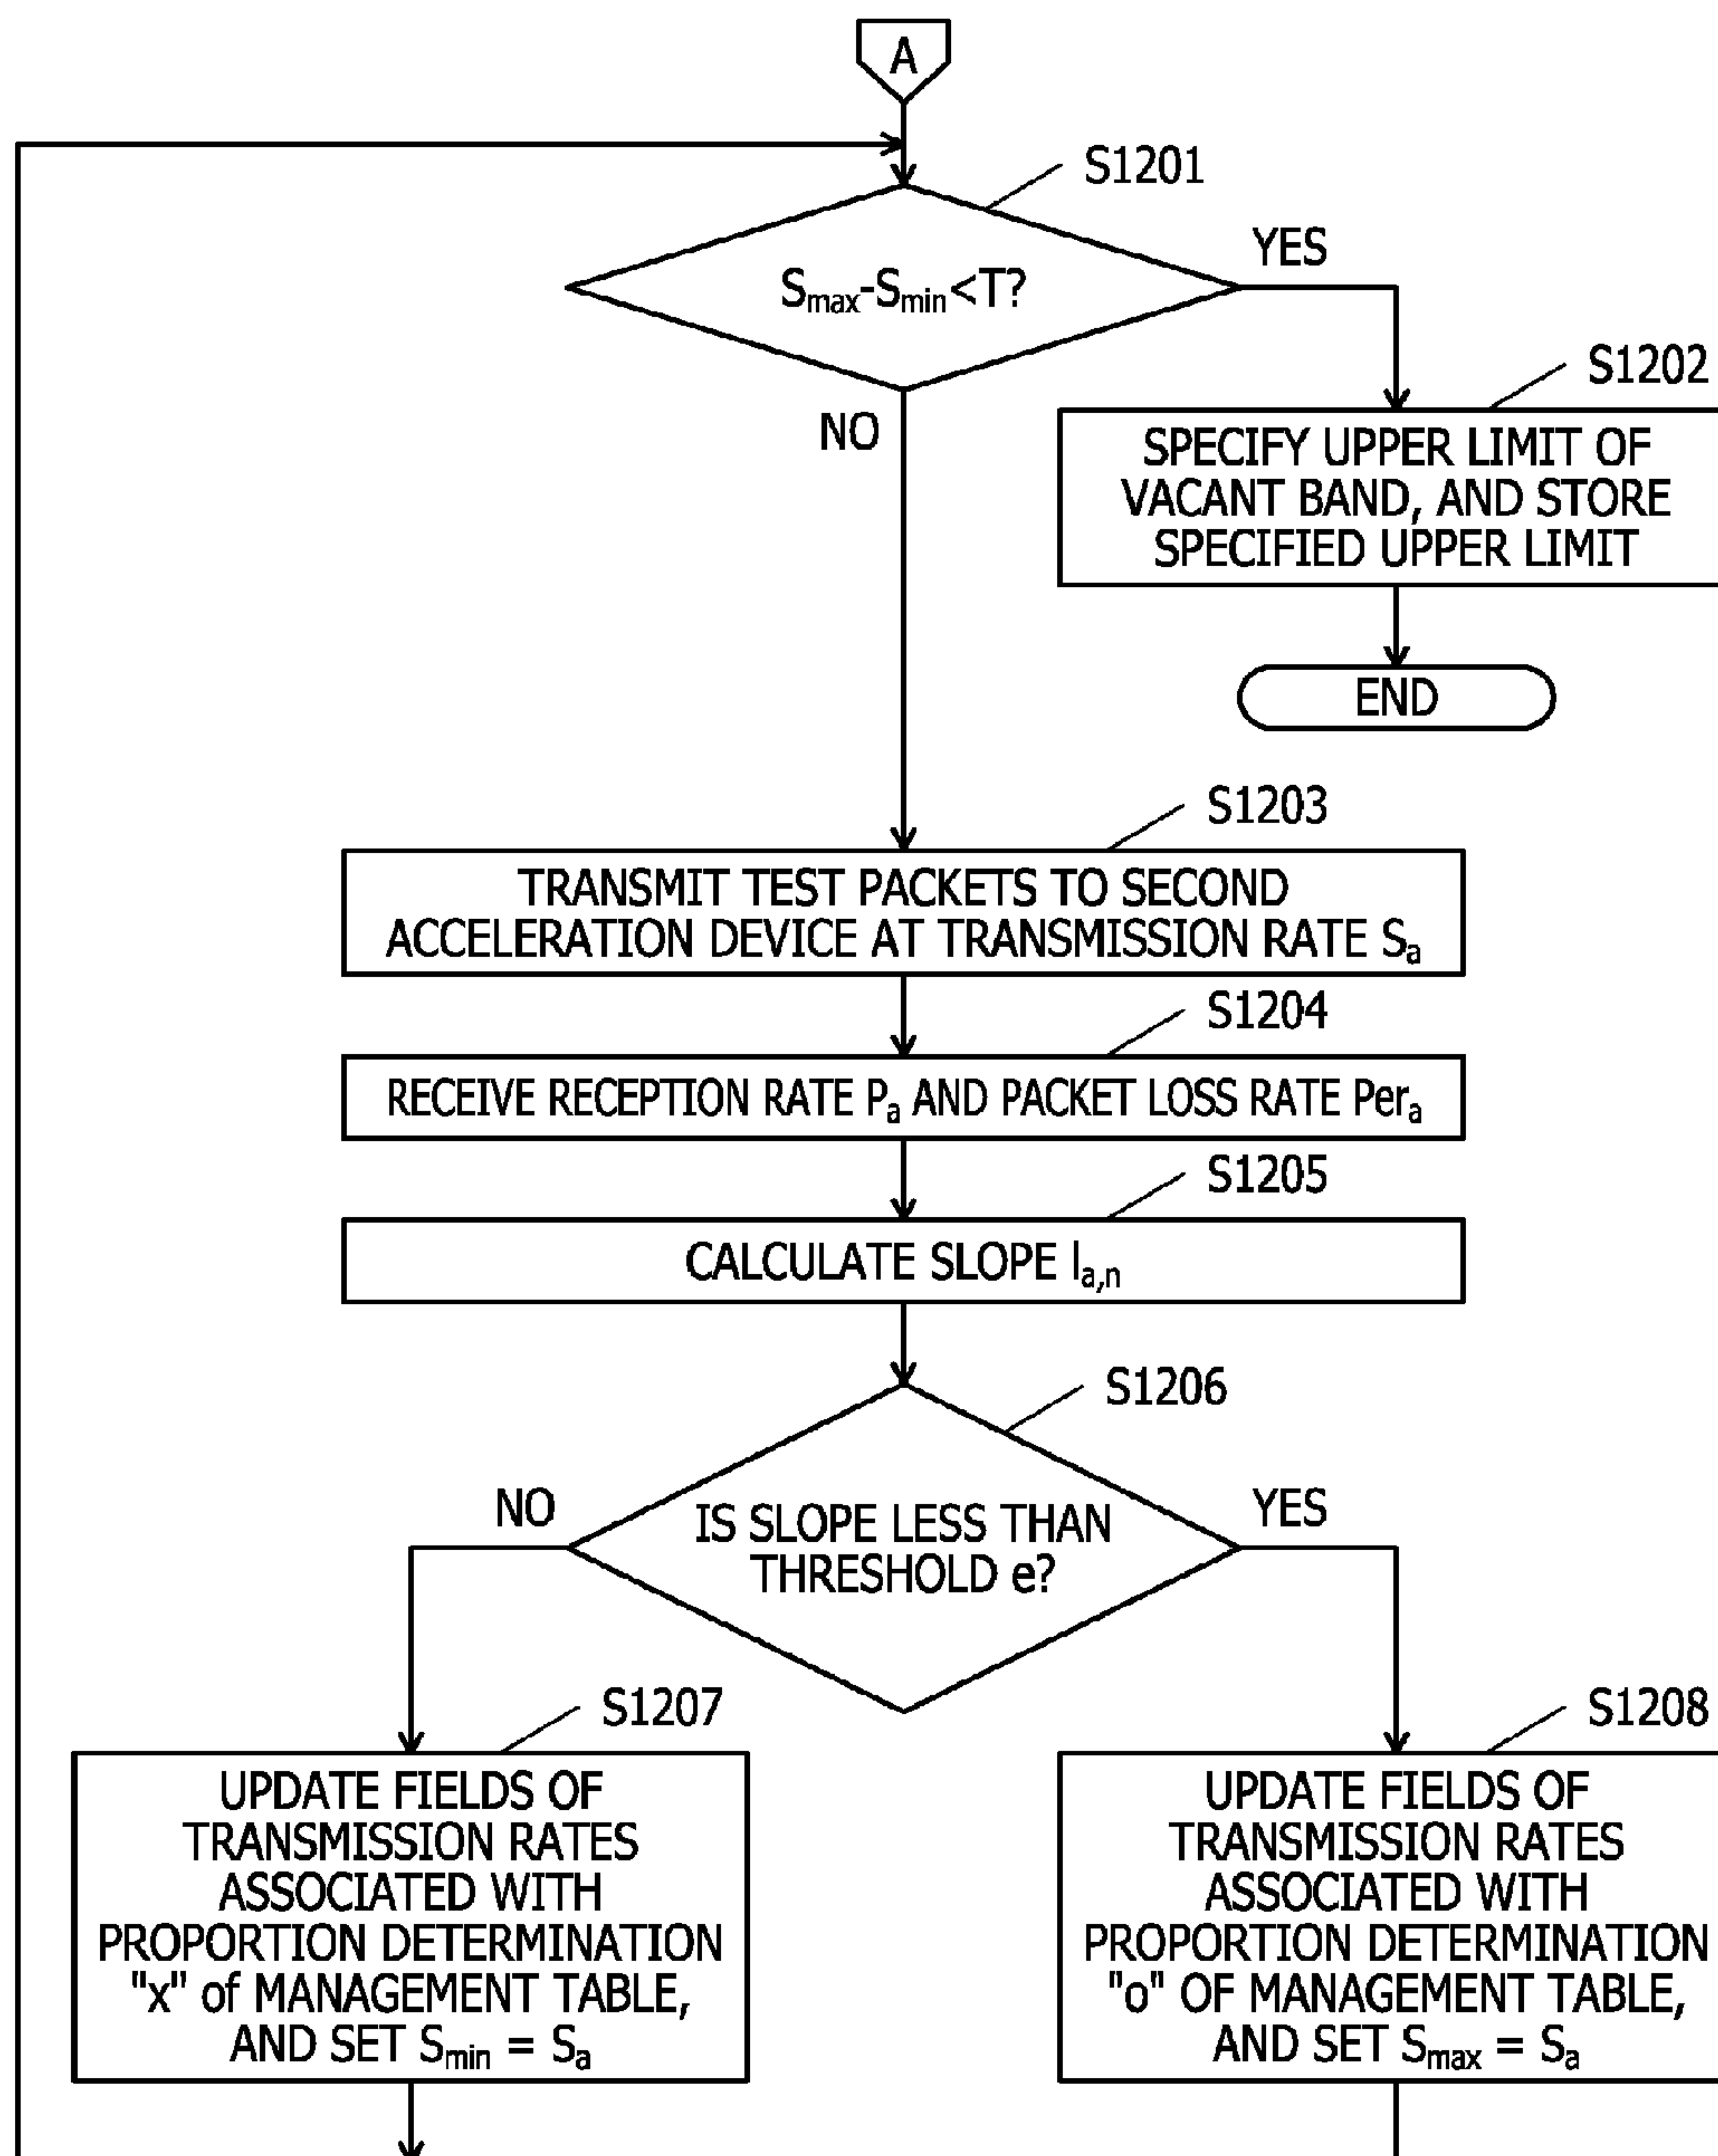 A
S1201
YES
Smax-Smin<T?
S1202
NO
SPECIFY UPPER LIMIT OF
VACANT BAND, AND STORE
SPECIFIED UPPER LIMIT
END
S1203
TRANSMIT TEST PACKETS TO SECOND
ACCELERATION DEVICE AT TRANSMISSION RATE Sa
S1204
RECEIVE RECEPTION RATE Pa AND PACKET LOSS RATE Pera
S1205
CALCULATE SLOPE la,n
S1206
NO
YES
IS SLOPE LESS THAN
THRESHOLD e?
S1207
UPDATE FIELDS OF
TRANSMISSION RATES
ASSOCIATED WITH
PROPORTION DETERMINATION
"x" of MANAGEMENT TABLE,
AND SET Smin = Sa
S1208
UPDATE FIELDS OF
TRANSMISSION RATES
ASSOCIATED WITH
PROPORTION DETERMINATION
"o" OF MANAGEMENT TABLE,
AND SET Smax = Sa